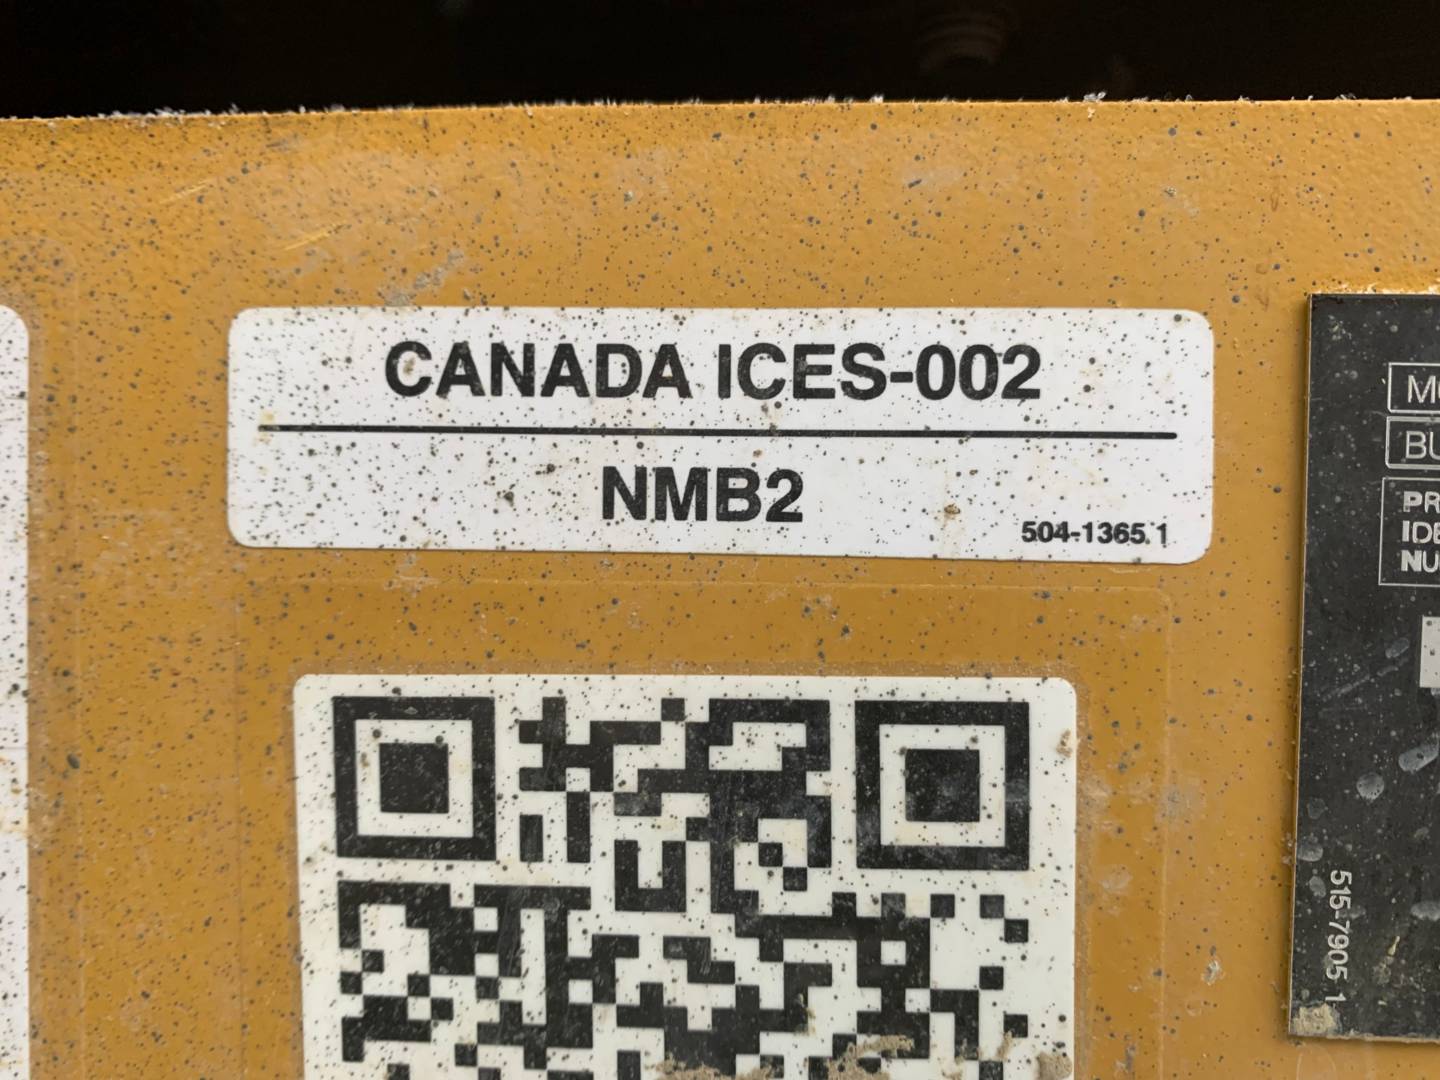 CANADA ICES-002
NMB2
504-1365 1
515-7905 1